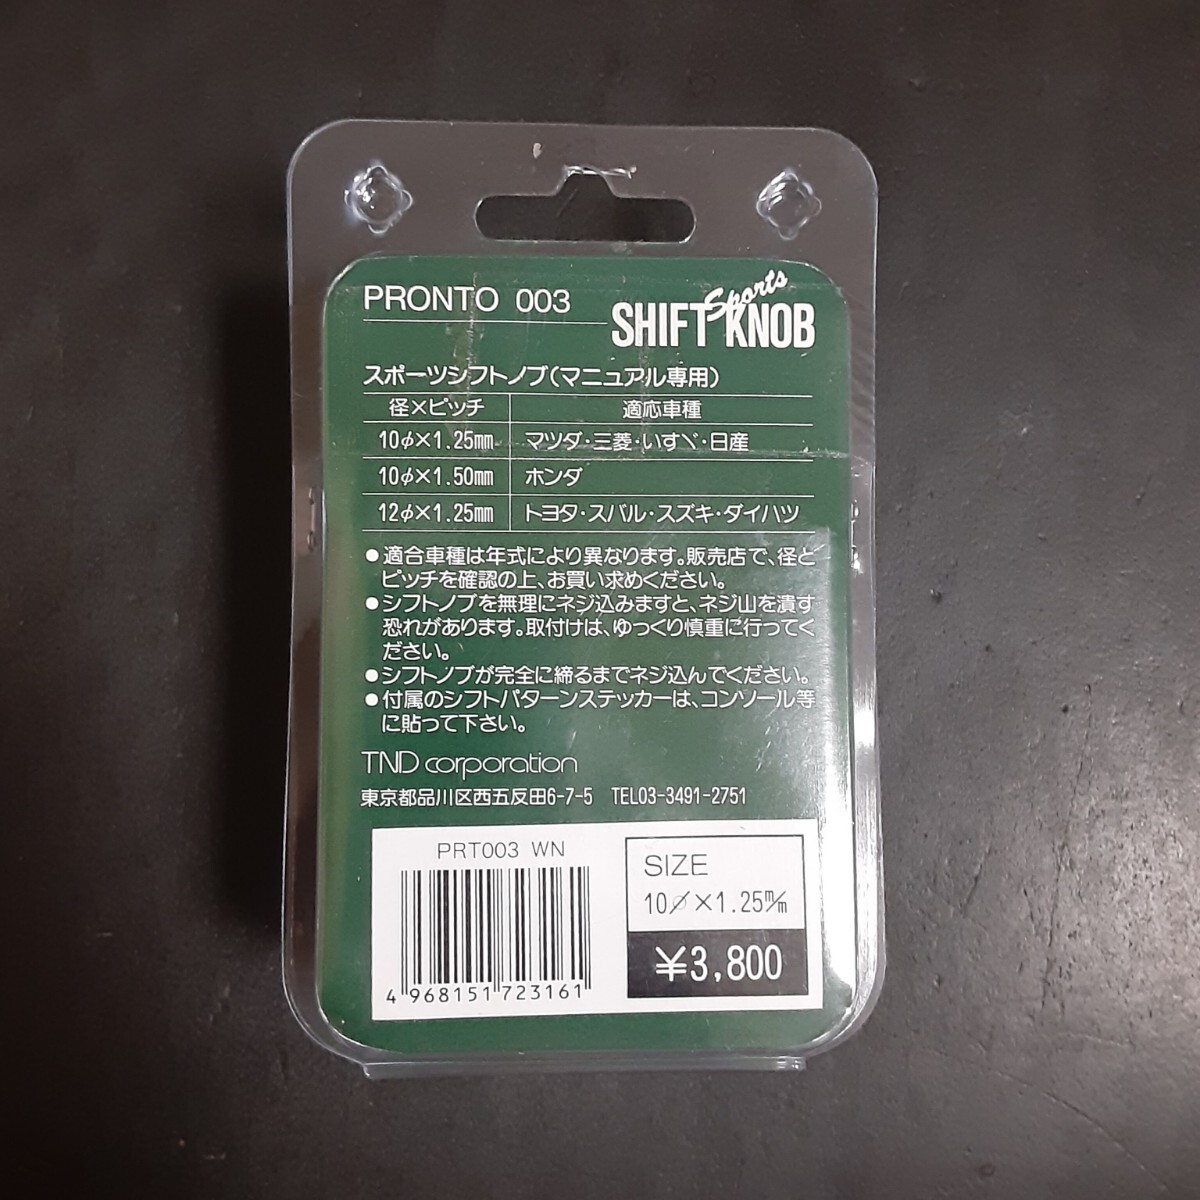 PRONTO 003
Sports
SHIFT KNOB
スポーツシフトノブ(マニュアル専用)
径×ピッチ 適応車種
10φ×1.25mm マツダ・三菱・いすゞ・日産
10φ×1.50mm ホンダ
12φ×1.25mm トヨタ・スバル・スズキ・ダイハツ
●適合車種は年式により異なります。販売店で、径と
ピッチを確認の上、お買い求めください。
●シフトノブを無理にネジ込みますと、ネジ山を潰す
恐れがあります。取付けは、ゆっくり慎重に行ってく
ださい。
●シフトノブが完全に締るまでネジ込んでください。
●付属のシフトパターンステッカーは、コンソール等
に貼って下さい。
TND corporation
東京都品川区西五反田6-7-5 TEL03-3491-2751
PRT003 WN
4 968151 723161
SIZE
10φ×1.25m/m
¥3,800